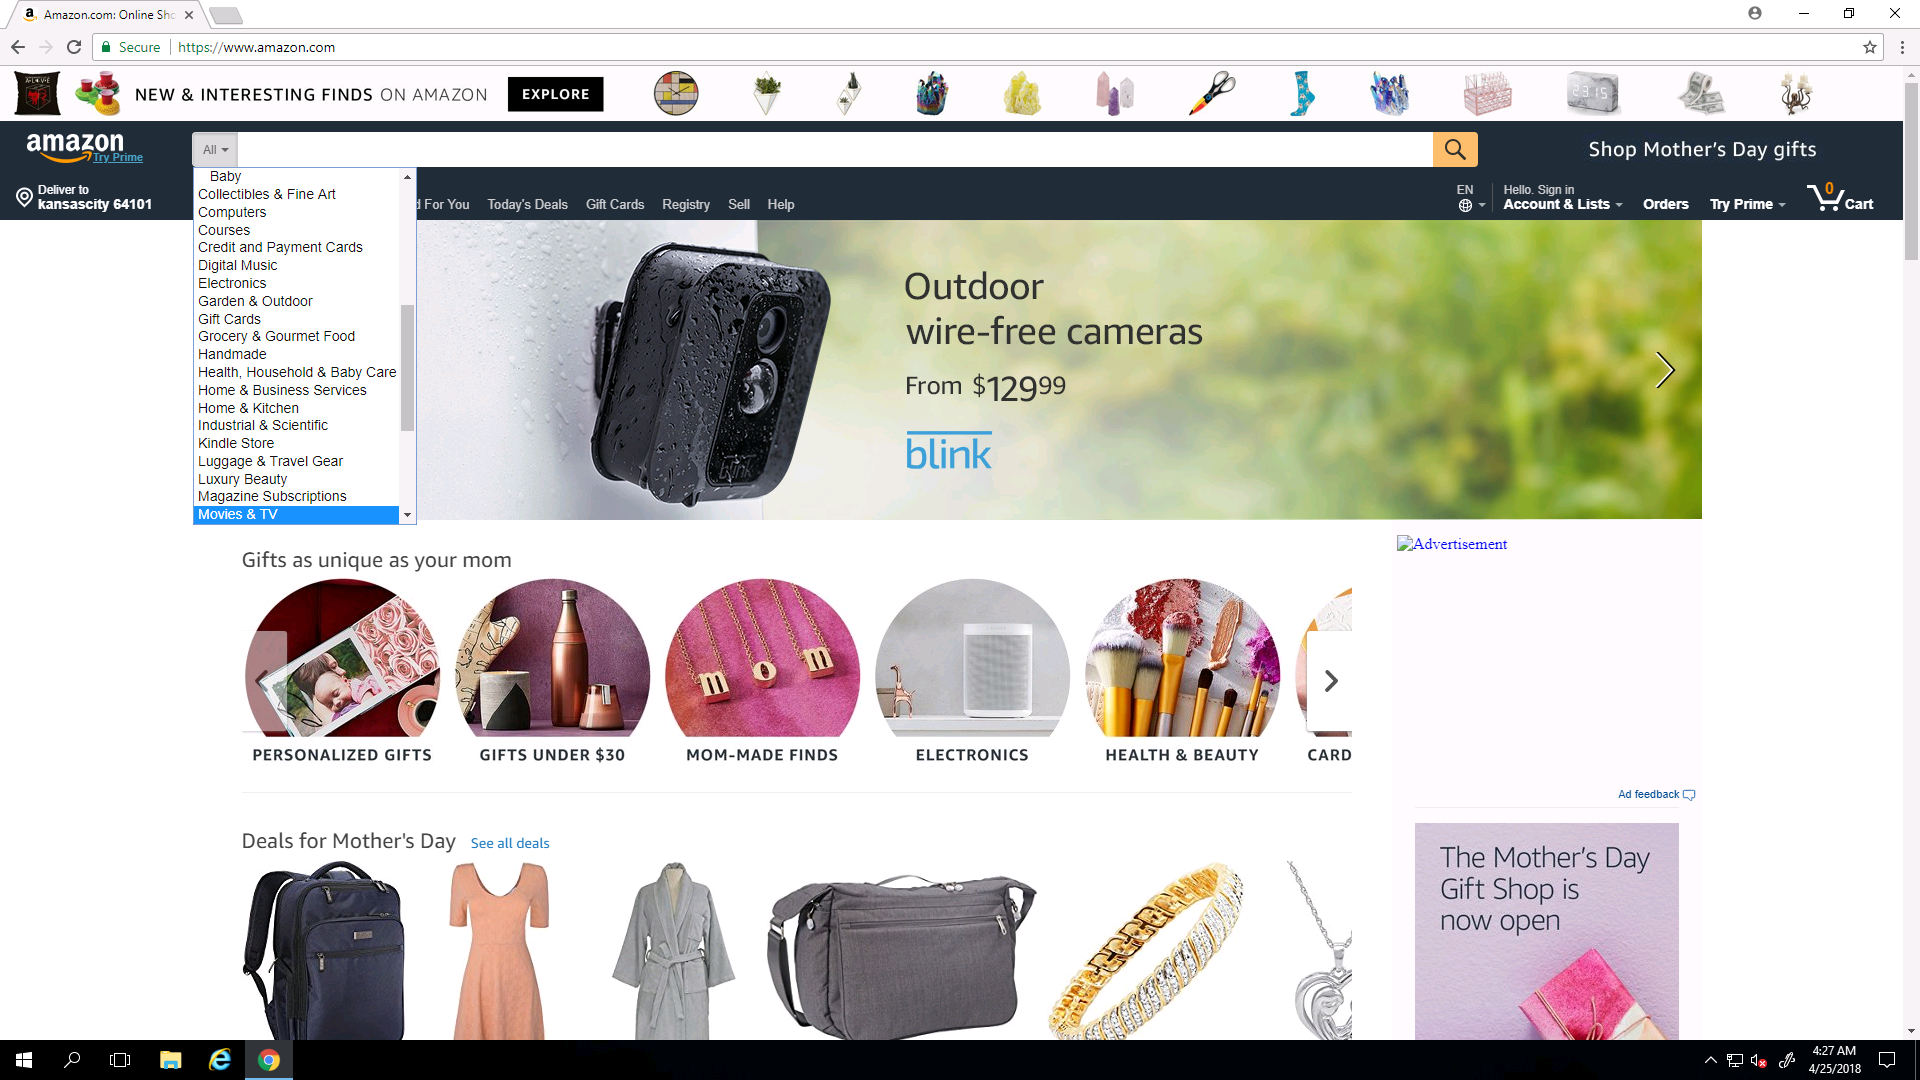 Amazon.com: Online Sho
Secure
https://www.amazon.com
NEW & INTERESTING FINDS ON AMAZON
EXPLORE
23:15
amazon
Try Prime
All
Shop Mother's Day gifts
Deliver to
kansascity 64101
d For You
Today's Deals
Gift Cards
Registry
Sell
Help
EN
Hello. Sign in
Account & Lists
Orders
Try Prime
0
Cart
Baby
Collectibles & Fine Art
Computers
Courses
Credit and Payment Cards
Digital Music
Electronics
Garden & Outdoor
Gift Cards
Grocery & Gourmet Food
Handmade
Health, Household & Baby Care
Home & Business Services
Home & Kitchen
Industrial & Scientific
Kindle Store
Luggage & Travel Gear
Luxury Beauty
Magazine Subscriptions
Movies & TV
blink
Outdoor
wire-free cameras
From $129.99
blink
Gifts as unique as your mom
m o m
PERSONALIZED GIFTS
GIFTS UNDER $30
MOM-MADE FINDS
ELECTRONICS
HEALTH & BEAUTY
CARD
Advertisement
Ad feedback
Deals for Mother's Day
See all deals
The Mother's Day
Gift Shop is
now open
4:27 AM
4/25/2018